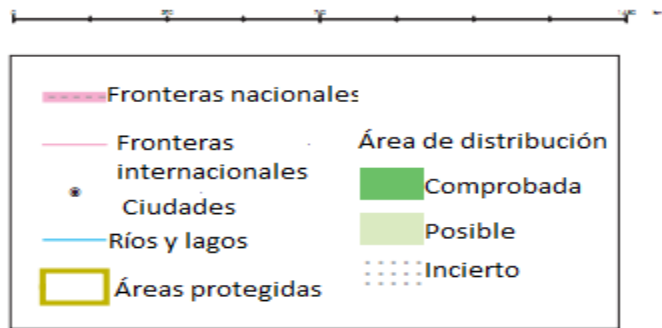 Fronteras nacionales
Fronteras
internacionales
Ciudades
Ríos y lagos
Áreas protegidas
Área de distribución
Comprobada
Posible
Incierto